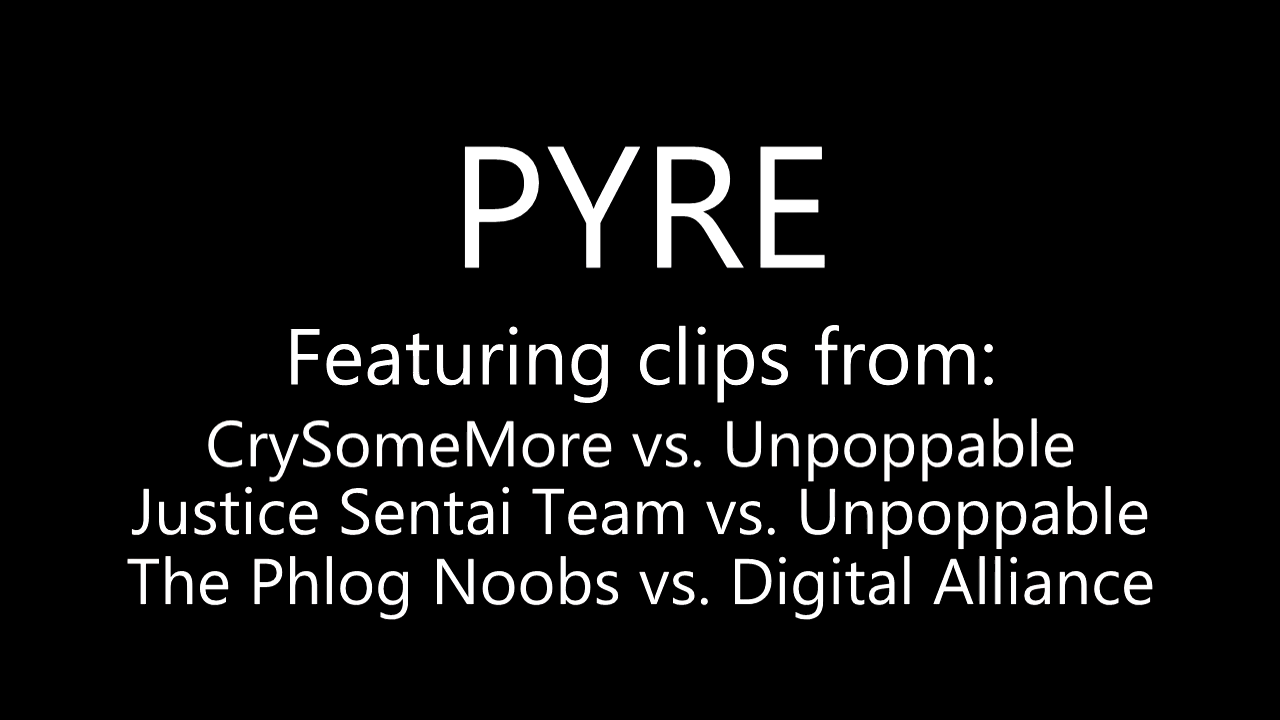 PYRE
Featuring clips from:
CrySomeMore vs. Unpoppable
Justice Sentai Team vs. Unpoppable
The Phlog Noobs vs. Digital Alliance